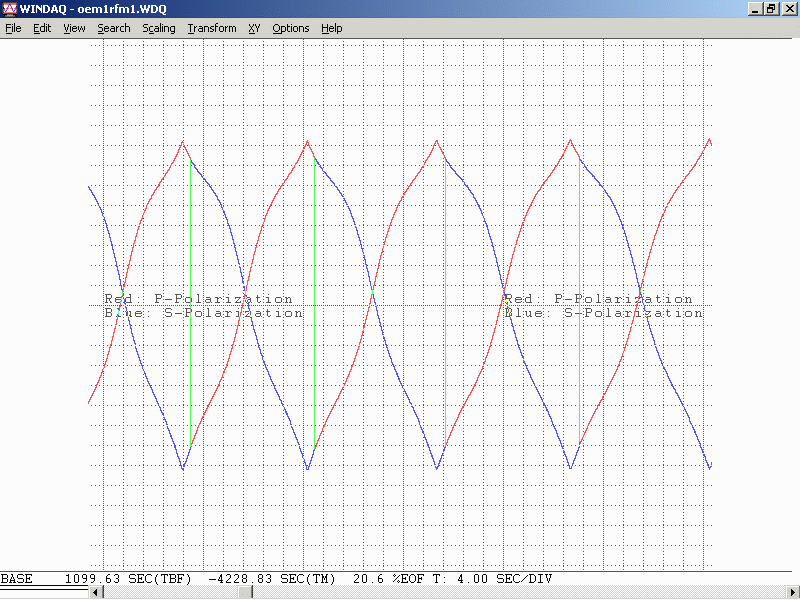 WINDAQ - oem1rfm1.WDQ
File Edit View Search Scaling Transform XY Options Help
Red: P-Polarization Red: P-Polarization
Blue: S-Polarization Blue: S-Polarization
BASE 1099.63 SEC(TBF) -4228.83 SEC(TM) 20.6 %EOF T: 4.00 SEC/DIV